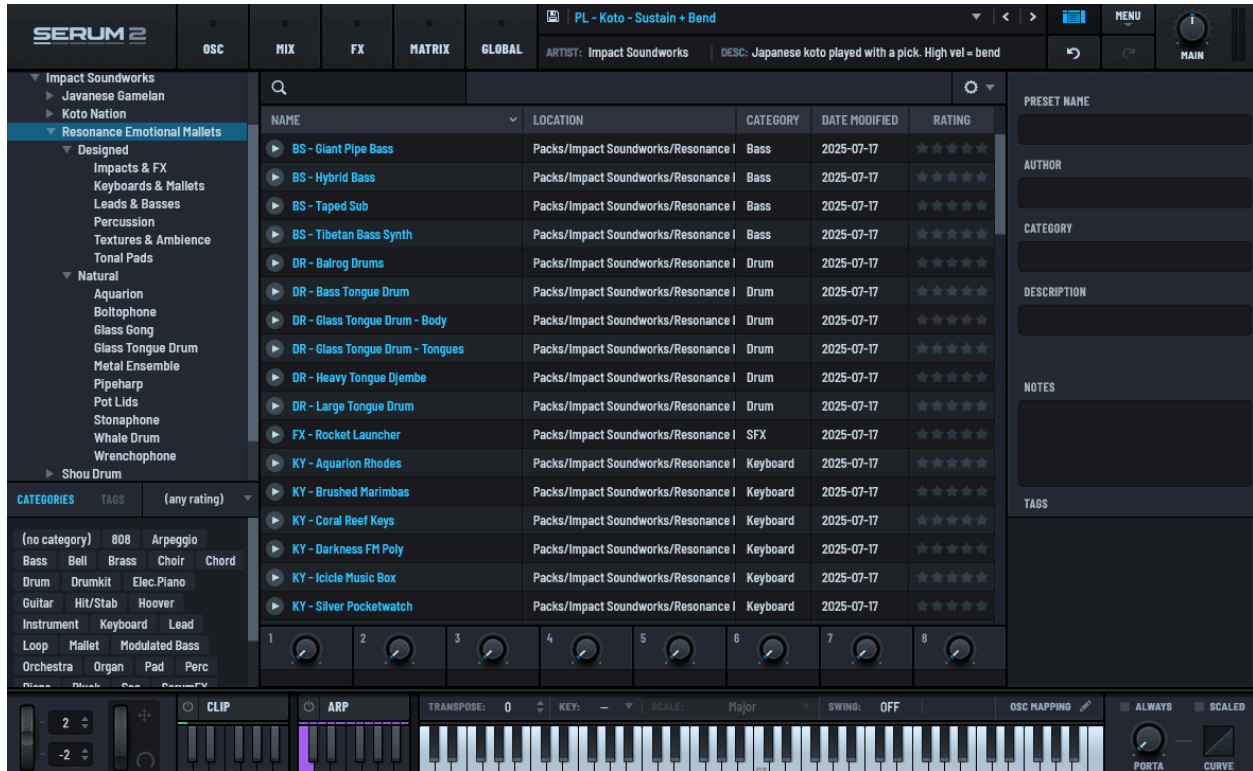 SERUM 2
OSC
MIX
FX
MATRIX
GLOBAL
PL - Koto - Sustain + Bend
ARTIST: Impact Soundworks
DESC: Japanese koto played with a pick. High vel = bend
MENU
MAIN
Impact Soundworks
Javanese Gamelan
Koto Nation
Resonance Emotional Mallets
Designed
Impacts & FX
Keyboards & Mallets
Leads & Basses
Percussion
Textures & Ambience
Tonal Pads
Natural
Aquarion
Boltophone
Glass Gong
Glass Tongue Drum
Metal Ensemble
Pipeharp
Pot Lids
Stonaphone
Whale Drum
Wrenchophone
Shou Drum
CATEGORIES TAGS (any rating)
(no category) 808 Arpeggio
Bass Bell Brass Choir Chord
Drum Drumkit Elec.Piano
Guitar Hit/Stab Hoover
Instrument Keyboard Lead
Loop Mallet Modulated Bass
Orchestra Organ Pad Perc
Piano Pluck Seq SerumFX
NAME LOCATION CATEGORY DATE MODIFIED RATING
BS - Giant Pipe Bass Packs/Impact Soundworks/Resonance Bass 2025-07-17
BS - Hybrid Bass Packs/Impact Soundworks/Resonance Bass 2025-07-17
BS - Taped Sub Packs/Impact Soundworks/Resonance Bass 2025-07-17
BS - Tibetan Bass Synth Packs/Impact Soundworks/Resonance Bass 2025-07-17
DR - Balrog Drums Packs/Impact Soundworks/Resonance Drum 2025-07-17
DR - Bass Tongue Drum Packs/Impact Soundworks/Resonance Drum 2025-07-17
DR - Glass Tongue Drum - Body Packs/Impact Soundworks/Resonance Drum 2025-07-17
DR - Glass Tongue Drum - Tongues Packs/Impact Soundworks/Resonance Drum 2025-07-17
DR - Heavy Tongue Djembe Packs/Impact Soundworks/Resonance Drum 2025-07-17
DR - Large Tongue Drum Packs/Impact Soundworks/Resonance Drum 2025-07-17
FX - Rocket Launcher Packs/Impact Soundworks/Resonance SFX 2025-07-17
KY - Aquarion Rhodes Packs/Impact Soundworks/Resonance Keyboard 2025-07-17
KY - Brushed Marimbas Packs/Impact Soundworks/Resonance Keyboard 2025-07-17
KY - Coral Reef Keys Packs/Impact Soundworks/Resonance Keyboard 2025-07-17
KY - Darkness FM Poly Packs/Impact Soundworks/Resonance Keyboard 2025-07-17
KY - Icicle Music Box Packs/Impact Soundworks/Resonance Keyboard 2025-07-17
KY - Silver Pocketwatch Packs/Impact Soundworks/Resonance Keyboard 2025-07-17
1 2 3 4 5 6 7 8
PRESET NAME
AUTHOR
CATEGORY
DESCRIPTION
NOTES
TAGS
2
-2
CLIP
ARP
TRANSPOSE: 0 KEY: – SCALE: Major SWING: OFF OSC MAPPING
ALWAYS SCALED
PORTA CURVE